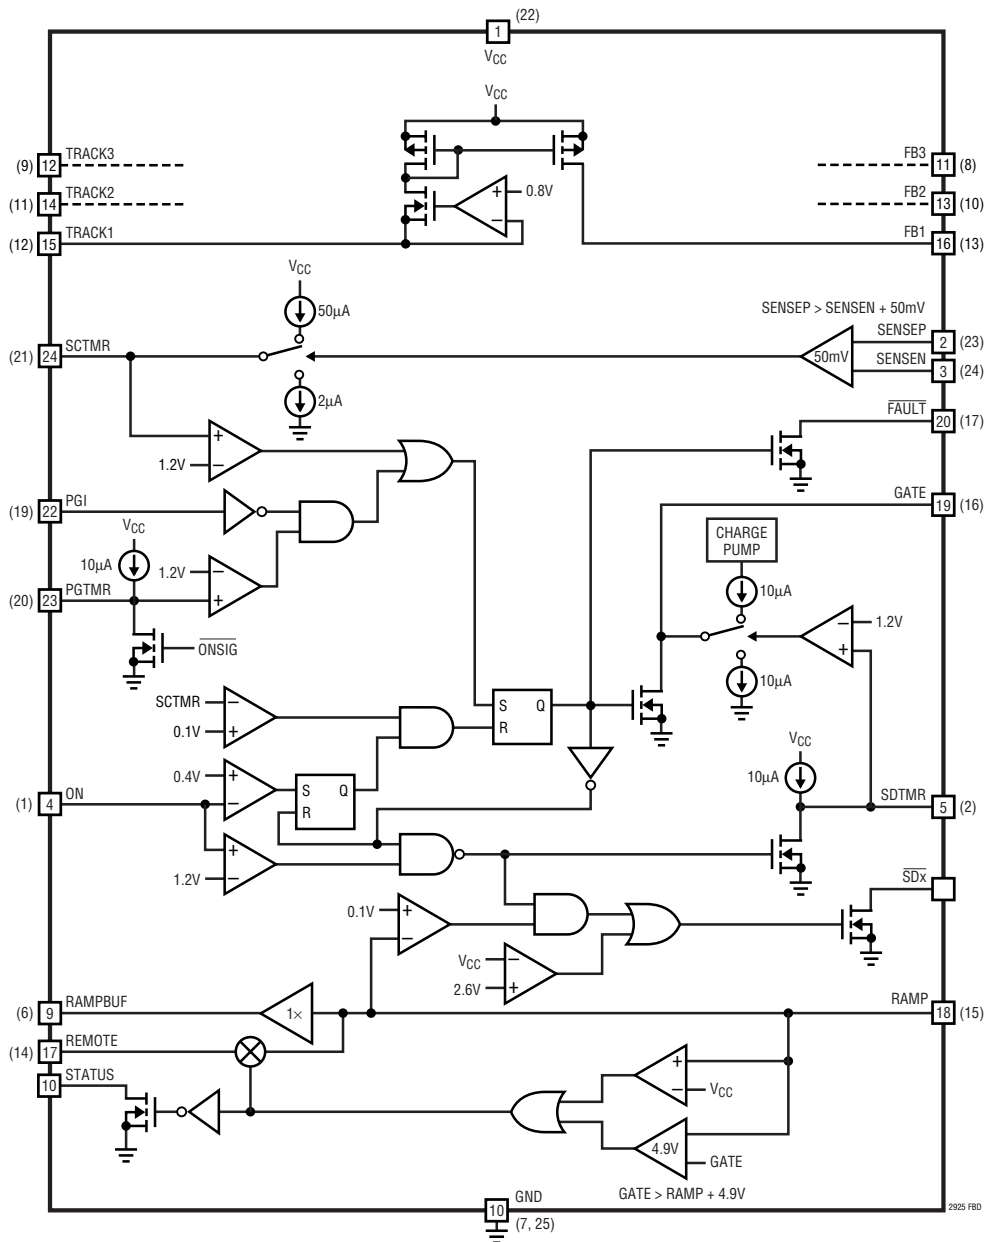 (22)
1
VCC
VCC
TRACK3
(9) 12
FB3
11 (8)
TRACK2
(11) 14
+ 0.8V
FB2
13 (10)
TRACK1
(12) 15
−
FB1
16 (13)
VCC
50µA
SENSEP > SENSEN + 50mV
SCTMR
(21) 24
50mV
SENSEP
2 (23)
SENSEN
3 (24)
2µA
FAULT
20 (17)
+
1.2V −
PGI
(19) 22
GATE
19 (16)
VCC
CHARGE
PUMP
10µA
1.2V −
+
PGTMR
(20) 23
10µA
− 1.2V
+
ONSIG
10µA
SCTMR −
0.1V +
S Q
R
VCC
0.4V +
−
10µA
ON
(1) 4
S Q
R
SDTMR
5 (2)
+
1.2V −
SDx
0.1V +
−
VCC −
2.6V +
RAMPBUF
(6) 9
1×
RAMP
18 (15)
REMOTE
(14) 17
STATUS
10
+
− VCC
4.9V
GATE
GND
10
(7, 25)
GATE > RAMP + 4.9V
2925 FBD